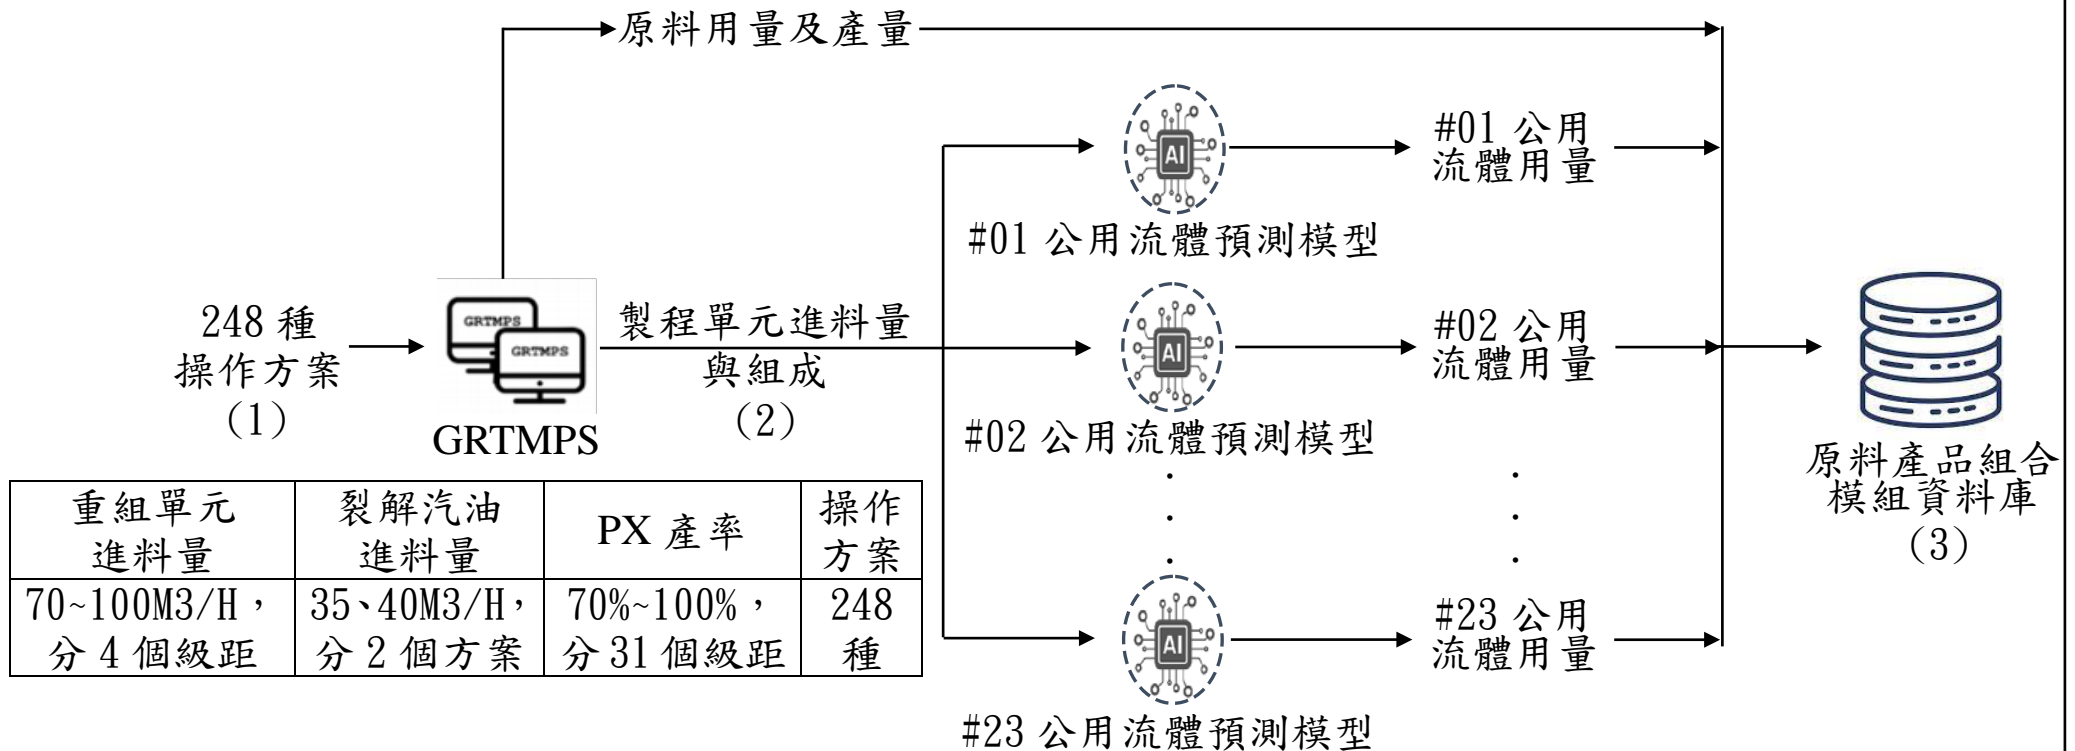 原料用量及產量
#01 公用
流體用量
#01 公用流體預測模型
248 種
操作方案
(1)
GRTMPS
GRTMPS
GRTMPS
製程單元進料量
與組成
(2)
AI
AI
#02 公用
流體用量
#02 公用流體預測模型
原料產品組合
模組資料庫
(3)
重組單元
進料量
裂解汽油
進料量
PX 產率
操作
方案
70~100M3/H，
分 4 個級距
35、40M3/H，
分 2 個方案
70%~100%，
分 31 個級距
248
種
AI
#23 公用
流體用量
#23 公用流體預測模型